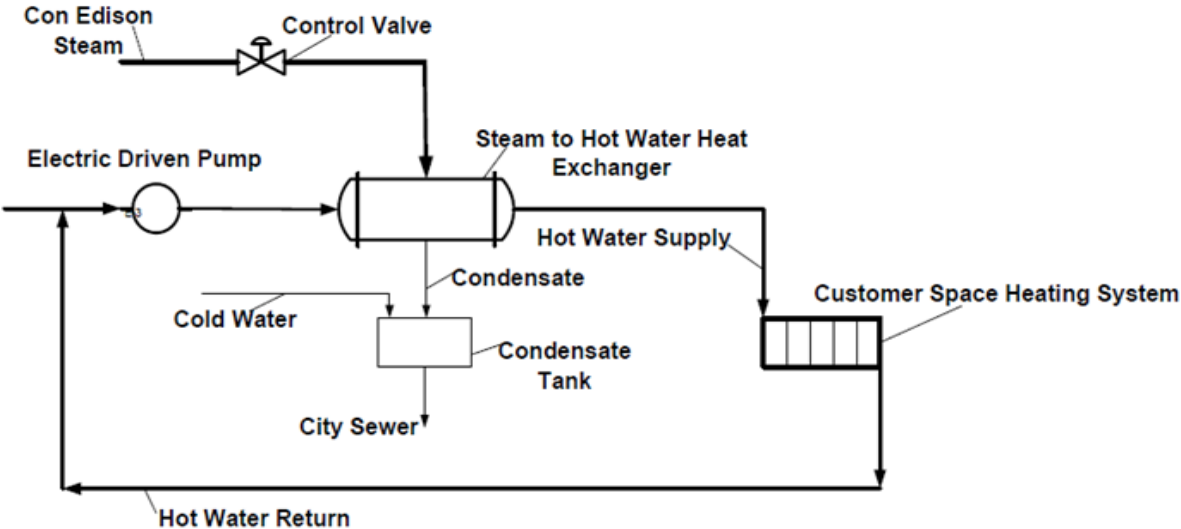 Con Edison
Steam
Control Valve
Steam to Hot Water Heat
Exchanger
Electric Driven Pump
Hot Water Supply
Condensate
Cold Water
Customer Space Heating System
Condensate
Tank
City Sewer
Hot Water Return